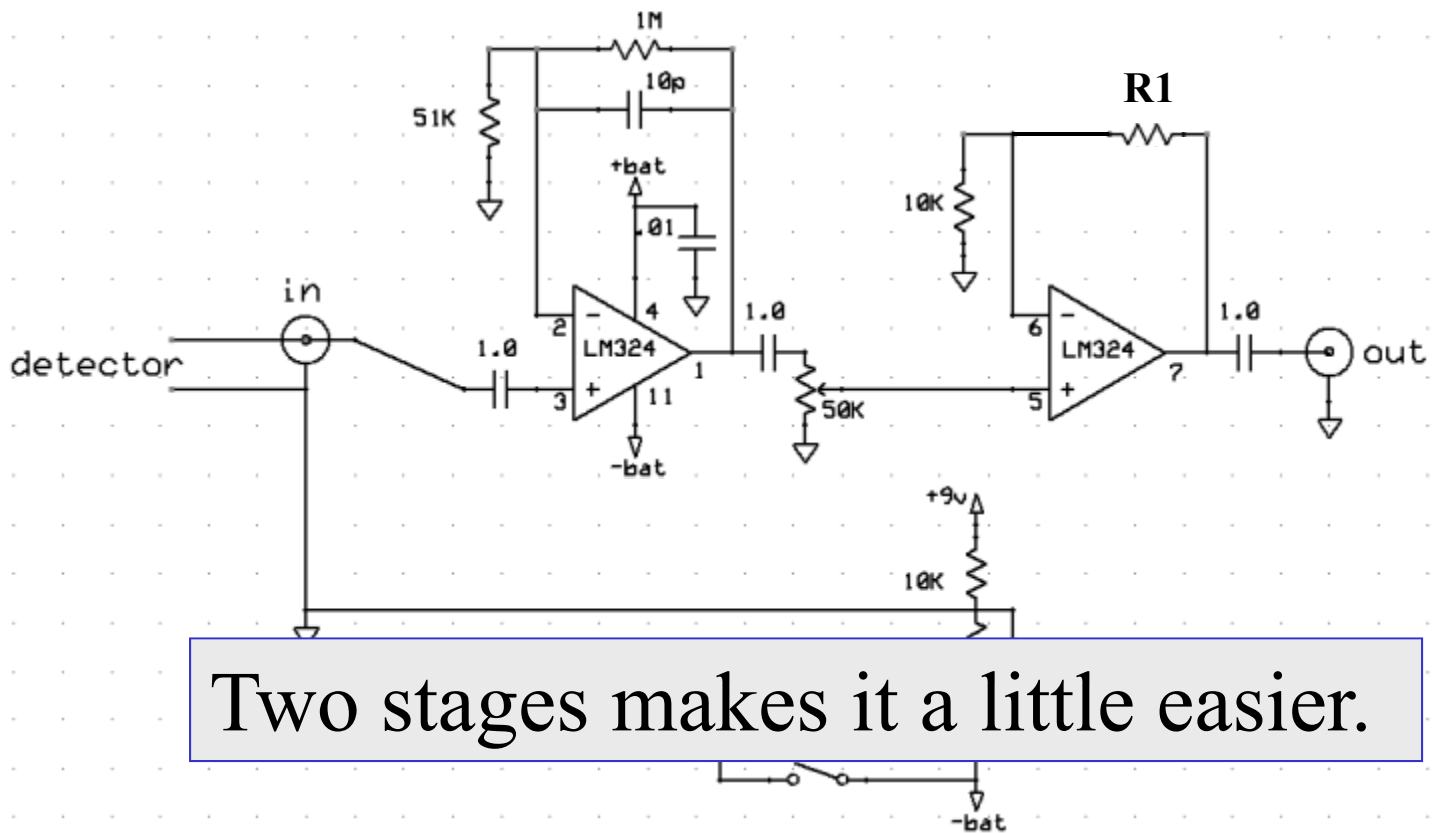 1M
10p
R1
51K
+bat
10K
.01
in
4
1.0
1.0
2
LM324
6
LM324
detector
1.0
1
7
out
3
11
50K
5
-bat
+9v
10K
Two stages makes it a little easier.
-bat